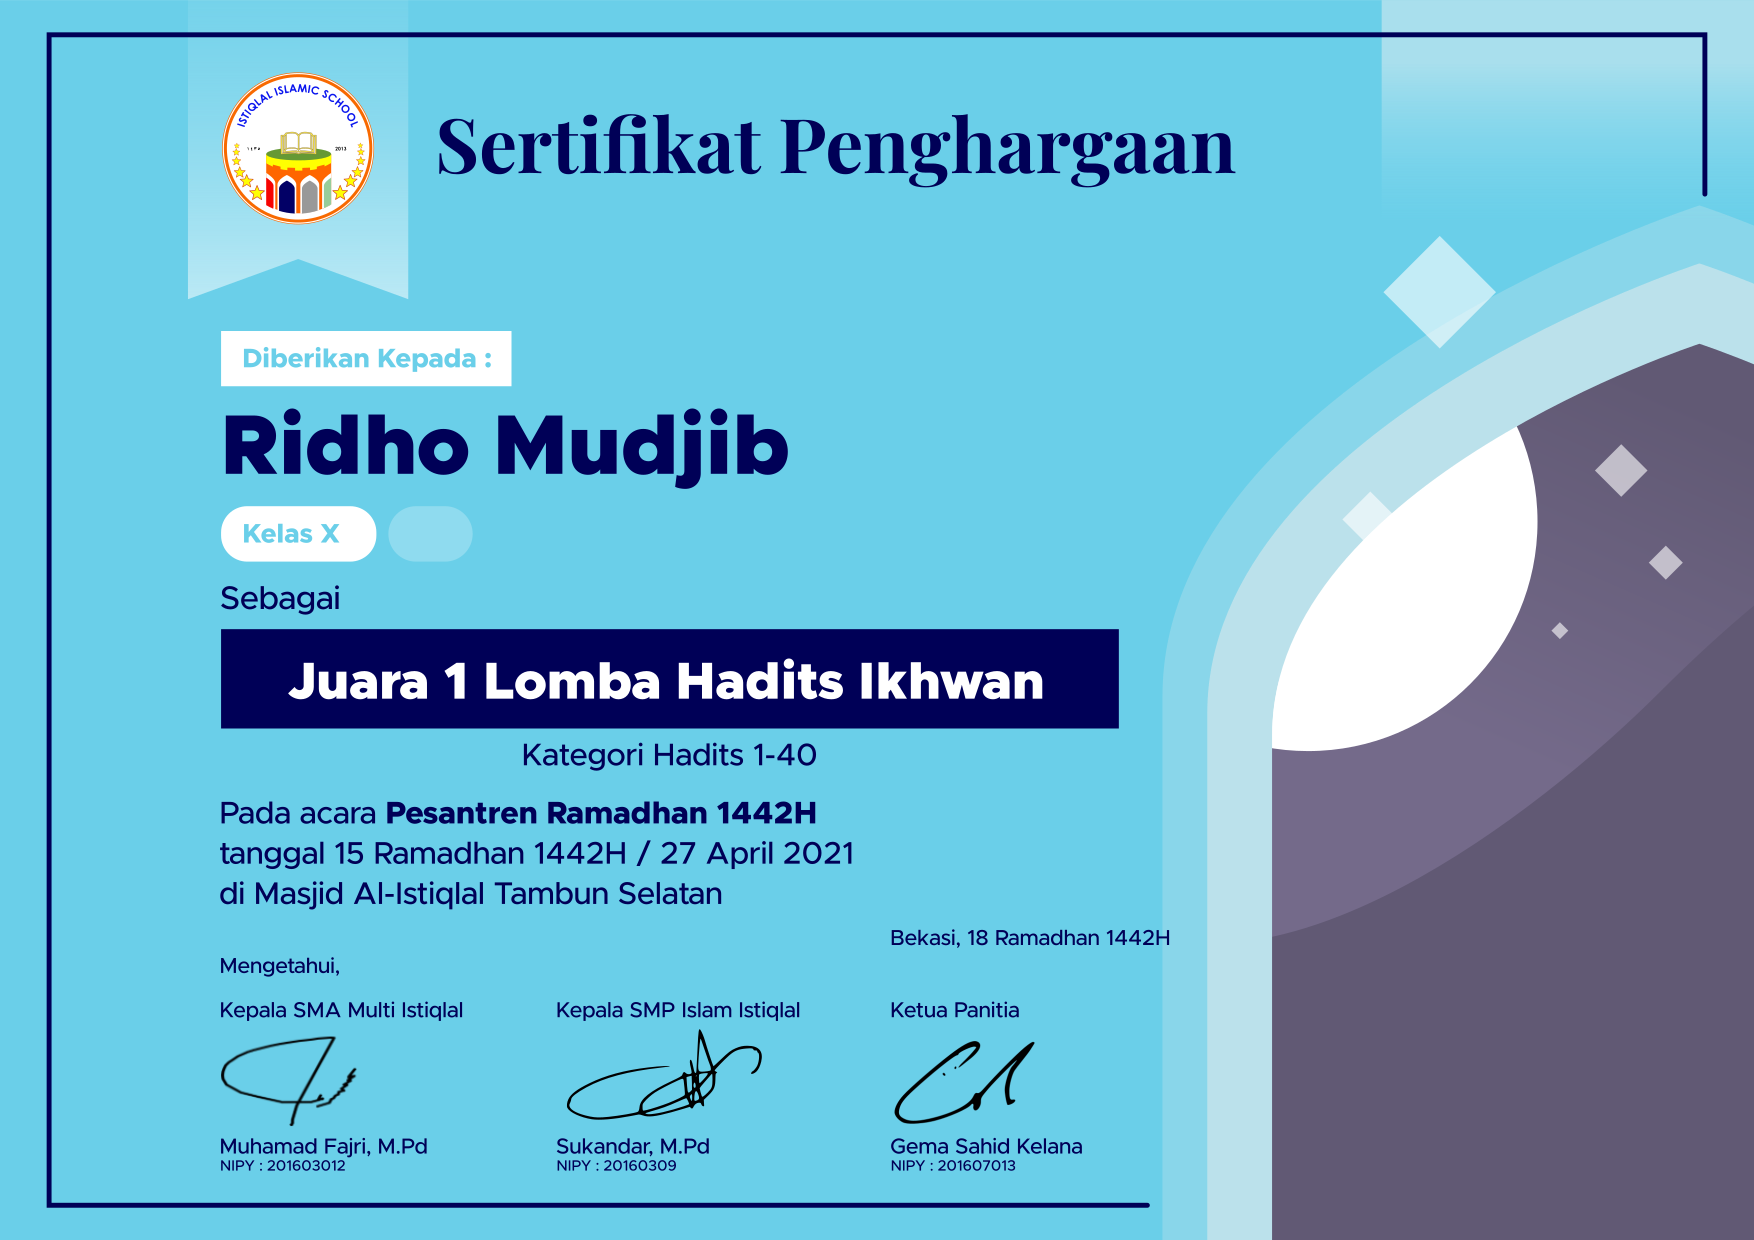 ISTIQLAL ISLAMIC SCHOOL
١٤٣٥ 2013
Sertifikat Penghargaan
Diberikan Kepada :
Ridho Mudjib
Kelas X
Sebagai
Juara 1 Lomba Hadits Ikhwan
Kategori Hadits 1-40
Pada acara Pesantren Ramadhan 1442H
tanggal 15 Ramadhan 1442H / 27 April 2021
di Masjid Al-Istiqlal Tambun Selatan
Bekasi, 18 Ramadhan 1442H
Mengetahui,
Kepala SMA Multi Istiqlal Kepala SMP Islam Istiqlal Ketua Panitia
Muhamad Fajri, M.Pd Sukandar, M.Pd Gema Sahid Kelana
NIPY : 201603012 NIPY : 20160309 NIPY : 201607013